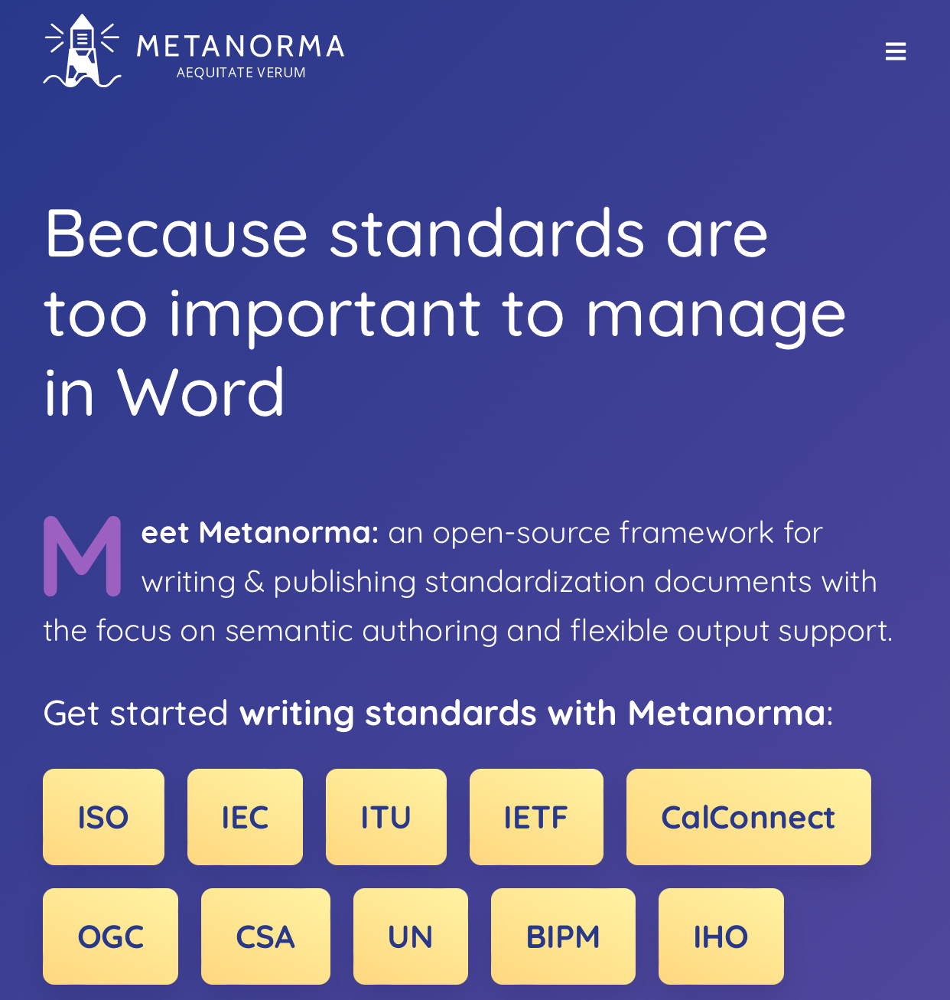 METANORMA
AEQUITATE VERUM
Because standards are
too important to manage
in Word
Meet Metanorma: an open-source framework for
writing & publishing standardization documents with
the focus on semantic authoring and flexible output support.
Get started writing standards with Metanorma:
ISO IEC ITU IETF CalConnect
OGC CSA UN BIPM IHO